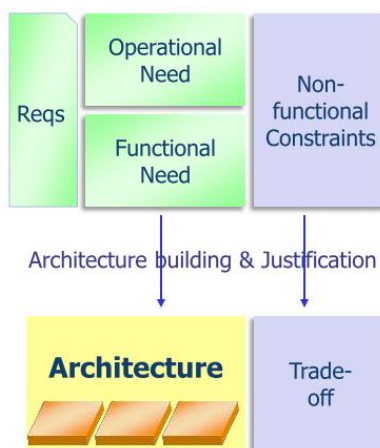 Reqs
Operational
Need
Functional
Need
Non-
functional
Constraints
Architecture building & Justification
Architecture
Trade-
off